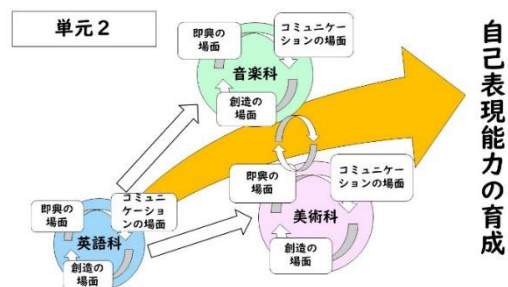 単元２
即興の
場面
コミュニケー
ションの場面
音楽科
創造の
場面
自己表現能力の育成
即興の
場面
コミュニケー
ションの場面
美術科
創造の
場面
即興の
場面
コミュニ
ケーショ
ンの場面
英語科
創造の
場面